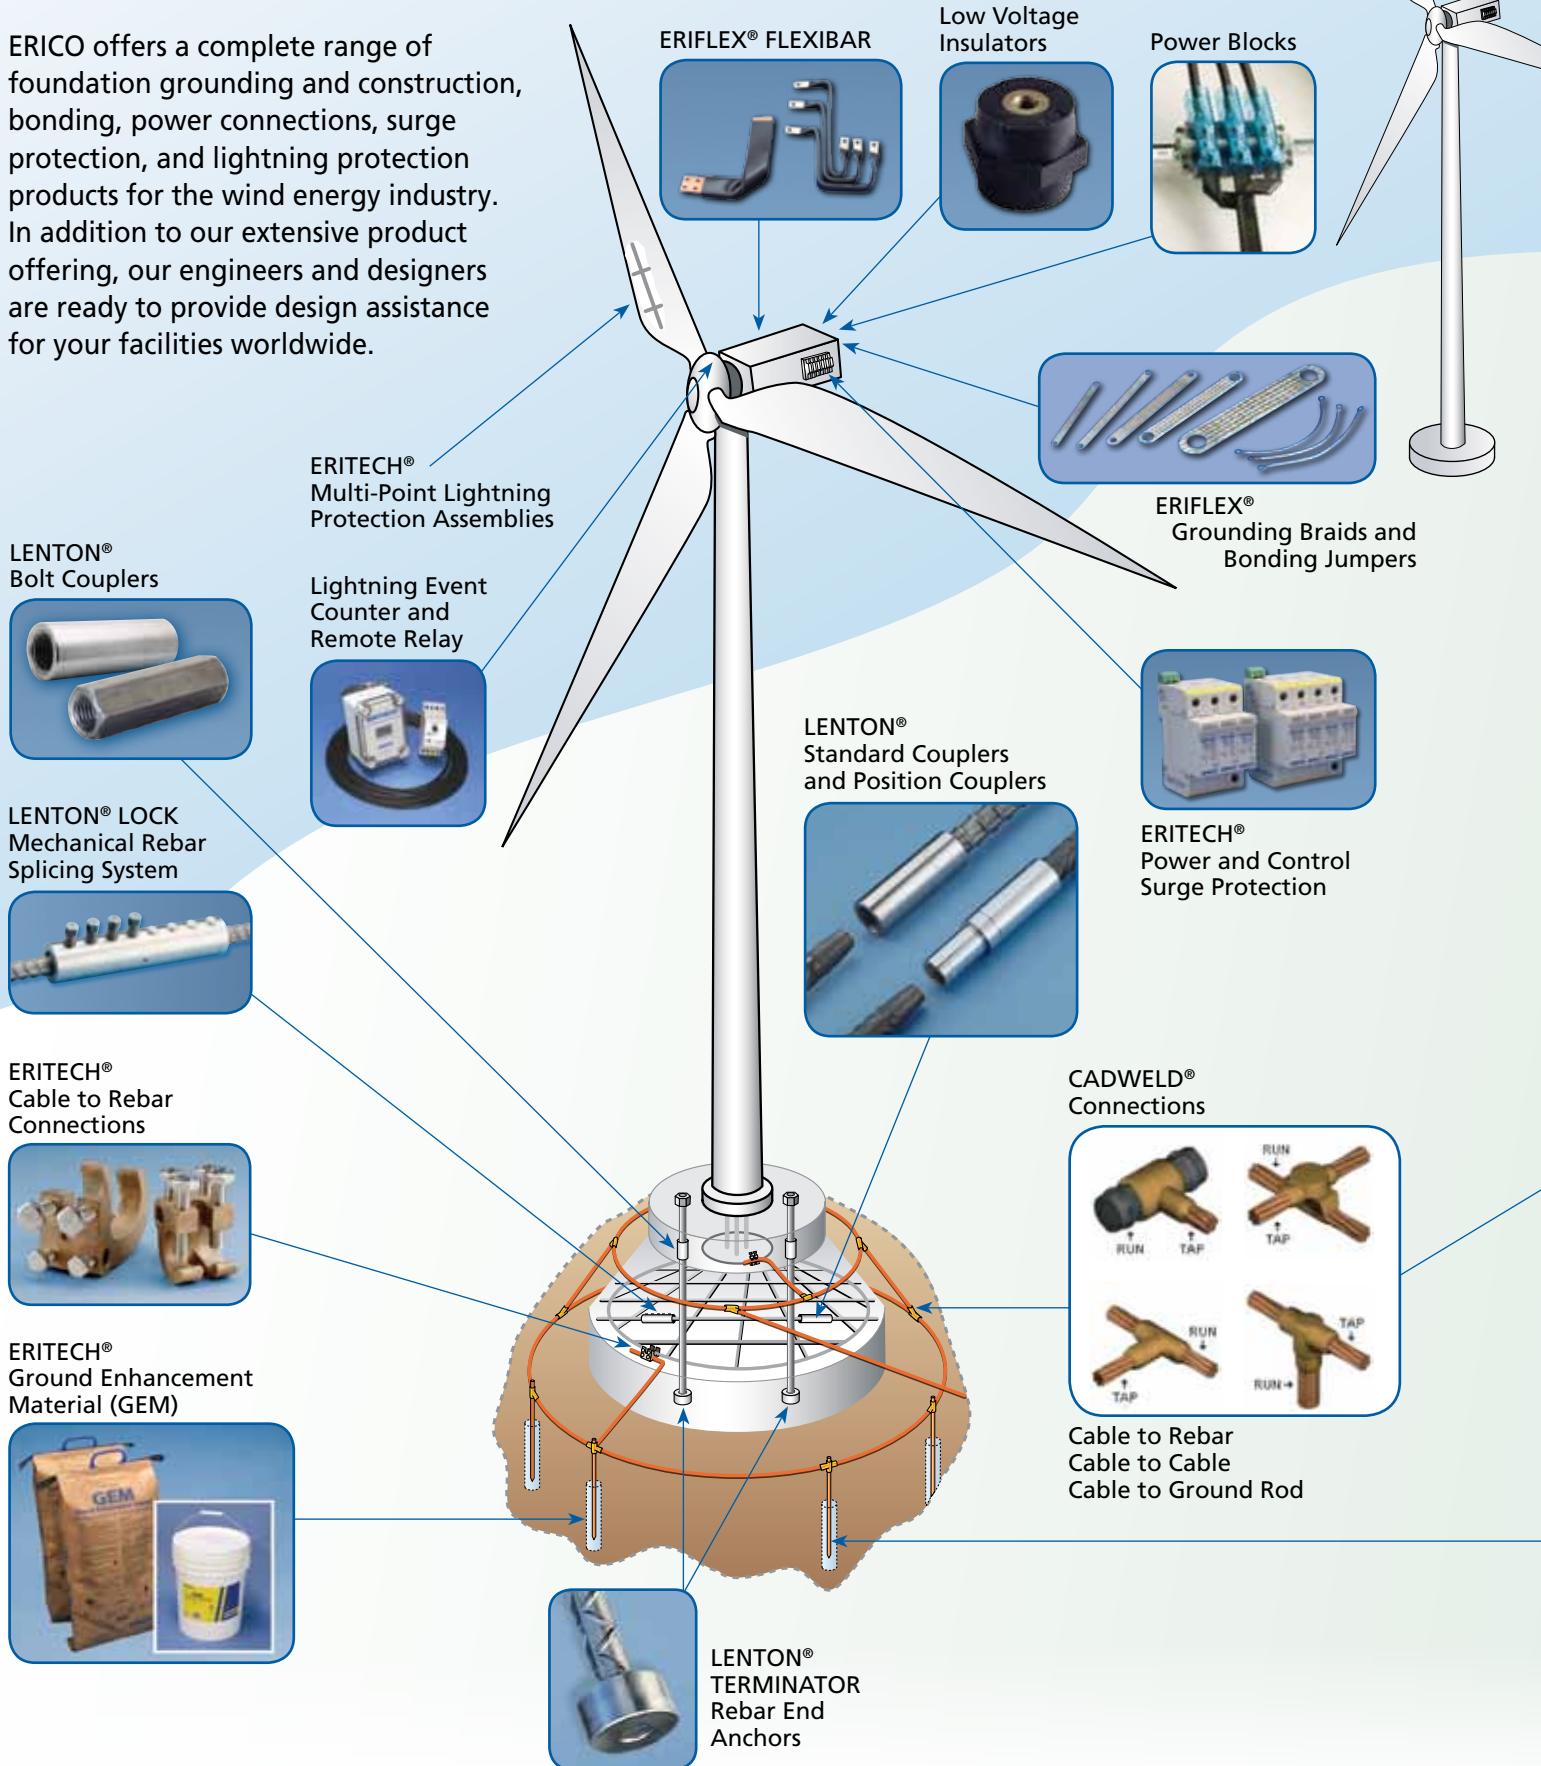 ERICO offers a complete range of
foundation grounding and construction,
bonding, power connections, surge
protection, and lightning protection
products for the wind energy industry.
In addition to our extensive product
offering, our engineers and designers
are ready to provide design assistance
for your facilities worldwide.
ERIFLEX® FLEXIBAR
Low Voltage
Insulators
Power Blocks
ERITECH®
Multi-Point Lightning
Protection Assemblies
ERIFLEX®
Grounding Braids and
Bonding Jumpers
LENTON®
Bolt Couplers
Lightning Event
Counter and
Remote Relay
LENTON®
Standard Couplers
and Position Couplers
LENTON® LOCK
Mechanical Rebar
Splicing System
ERITECH®
Power and Control
Surge Protection
ERITECH®
Cable to Rebar
Connections
CADWELD®
Connections
RUN
TAP
RUN
TAP
RUN
TAP
TAP
RUN
Cable to Rebar
Cable to Cable
Cable to Ground Rod
ERITECH®
Ground Enhancement
Material (GEM)
GEM
LENTON®
TERMINATOR
Rebar End
Anchors